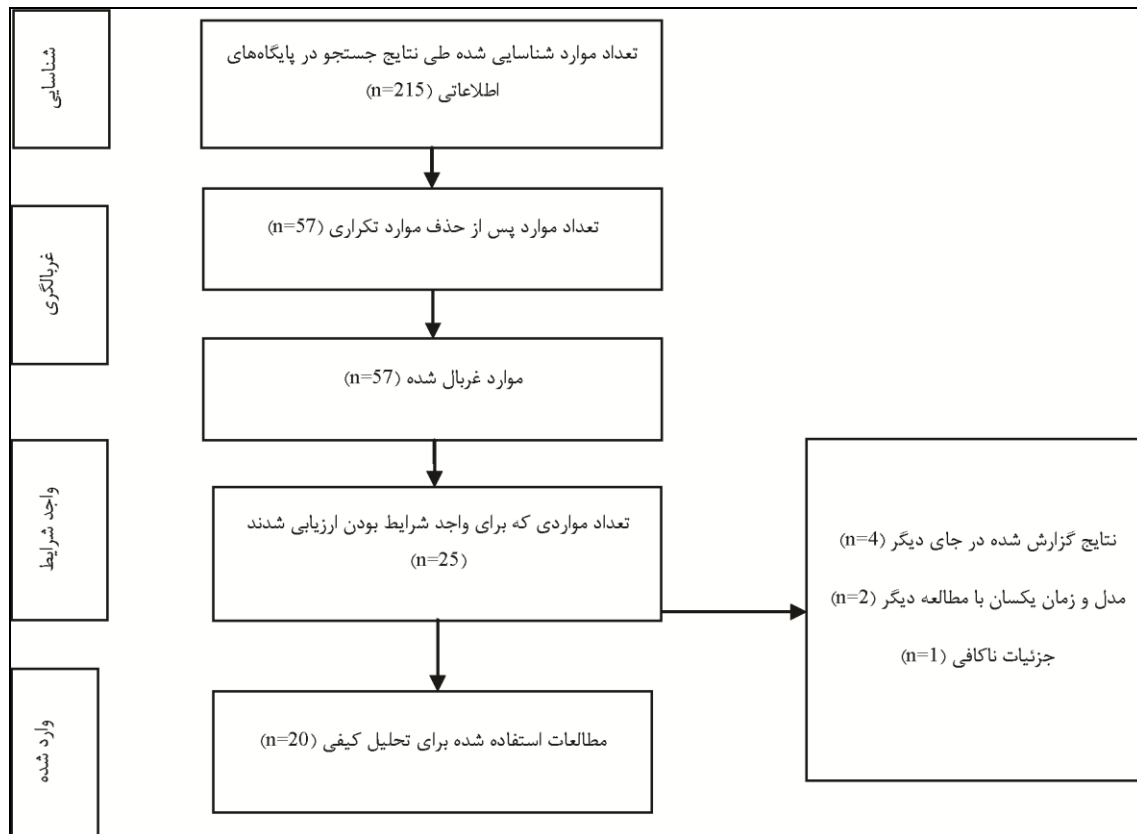 شناسایی
تعداد موارد شناسایی شده طی نتایج جستجو در پایگاه‌های
اطلاعاتی (n=215)
غربالگری
تعداد موارد پس از حذف موارد تکراری (n=57)
موارد غربال شده (n=57)
واجد شرایط
تعداد مواردی که برای واجد شرایط بودن ارزیابی شدند
(n=25)
نتایج گزارش شده در جای دیگر (n=4)
مدل و زمان یکسان با مطالعه دیگر (n=2)
جزئیات ناکافی (n=1)
وارد شده
مطالعات استفاده شده برای تحلیل کیفی (n=20)